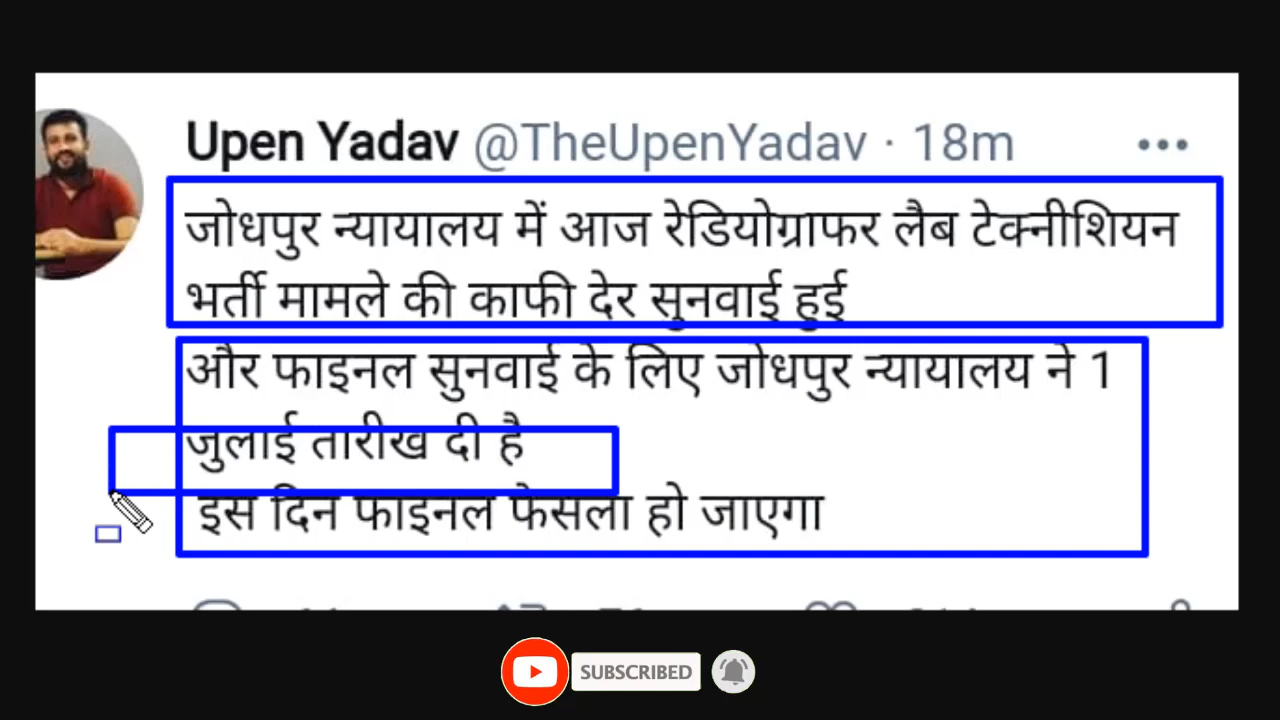 Upen Yadav @TheUpenYadav · 18m
जोधपुर न्यायालय में आज रेडियोग्राफर लैब टेक्नीशियन
भर्ती मामले की काफी देर सुनवाई हुई
और फाइनल सुनवाई के लिए जोधपुर न्यायालय ने 1
जुलाई तारीख दी है
इस दिन फाइनल फेसला हो जाएगा
SUBSCRIBED